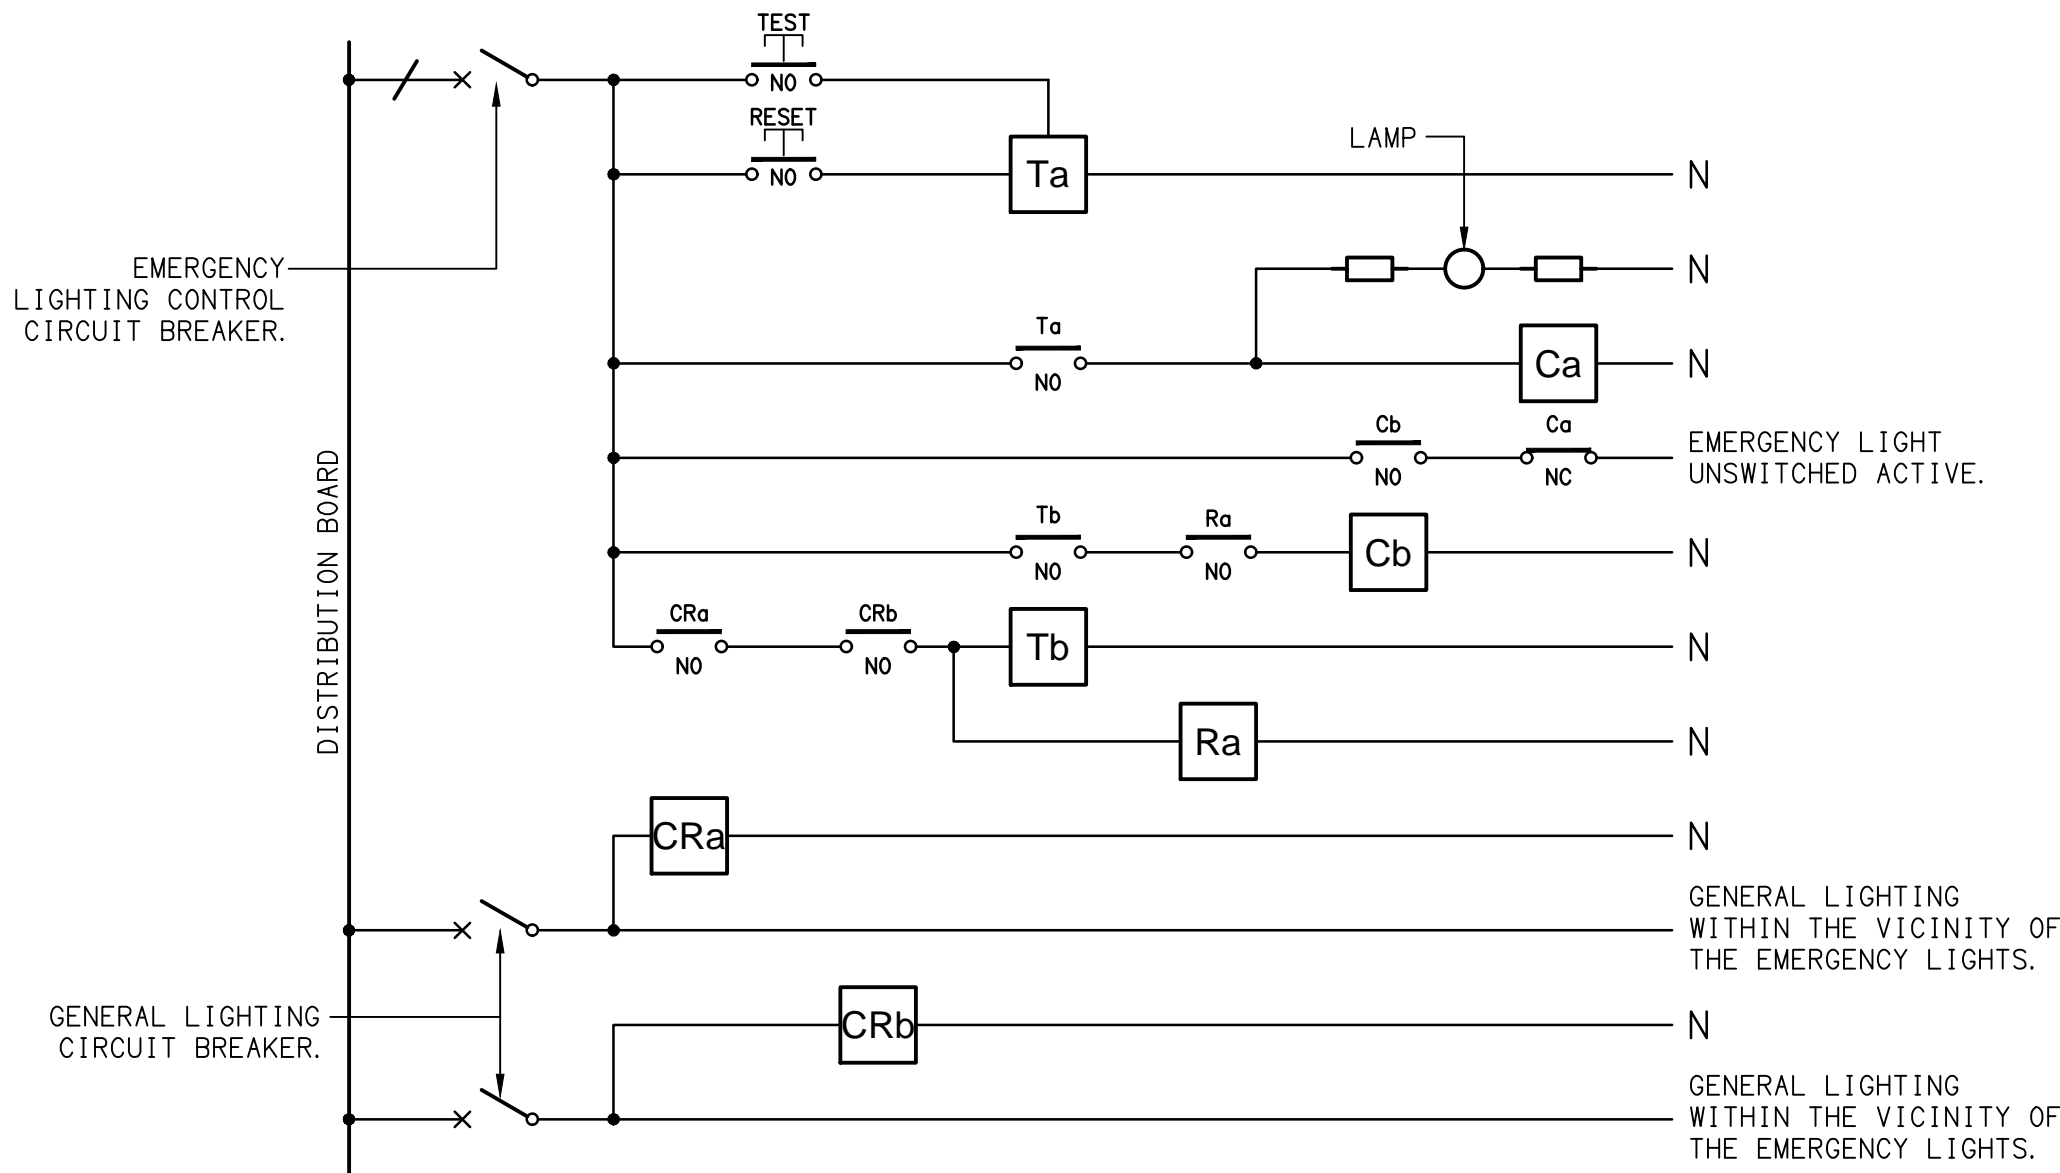 TEST
NO
RESET
NO
Ta
N
LAMP
EMERGENCY
LIGHTING CONTROL
CIRCUIT BREAKER.
N
Ta
NO
Ca
N
Cb
NO
Ca
NC
EMERGENCY LIGHT
UNSWITCHED ACTIVE.
DISTRIBUTION BOARD
Tb
NO
Ra
NO
Cb
N
CRa
NO
CRb
NO
Tb
N
Ra
N
CRa
N
GENERAL LIGHTING
WITHIN THE VICINITY OF
THE EMERGENCY LIGHTS.
GENERAL LIGHTING
CIRCUIT BREAKER.
CRb
N
GENERAL LIGHTING
WITHIN THE VICINITY OF
THE EMERGENCY LIGHTS.